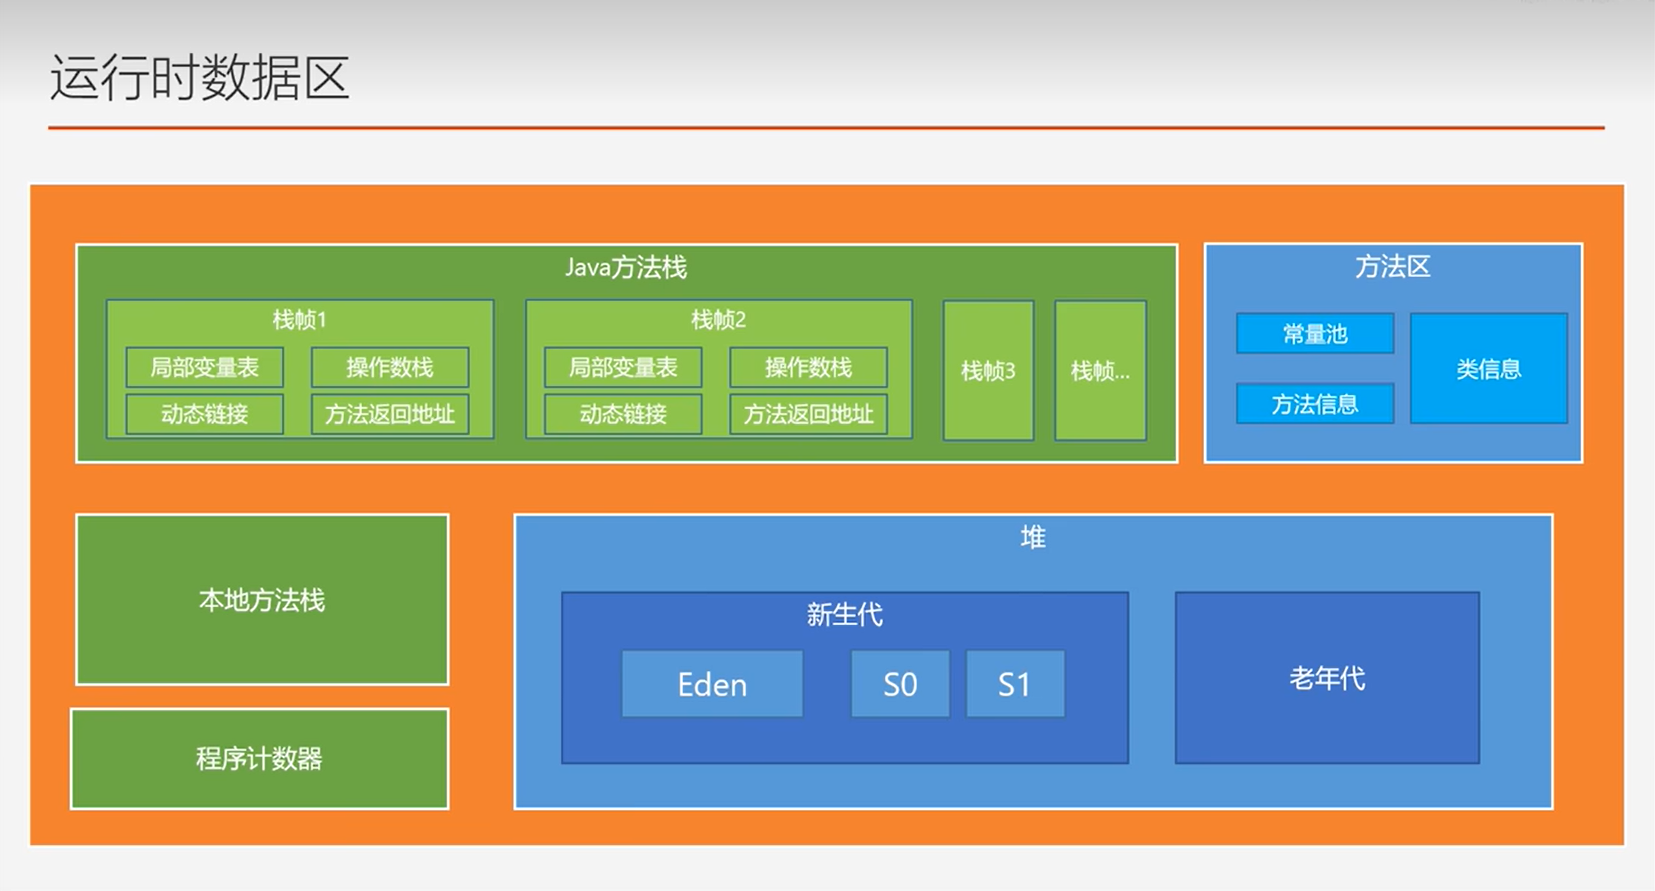 运行时数据区
Java方法栈
栈帧1
局部变量表
操作数栈
动态链接
方法返回地址
栈帧2
局部变量表
操作数栈
动态链接
方法返回地址
栈帧3
栈帧...
方法区
常量池
方法信息
类信息
本地方法栈
程序计数器
堆
新生代
Eden
S0
S1
老年代